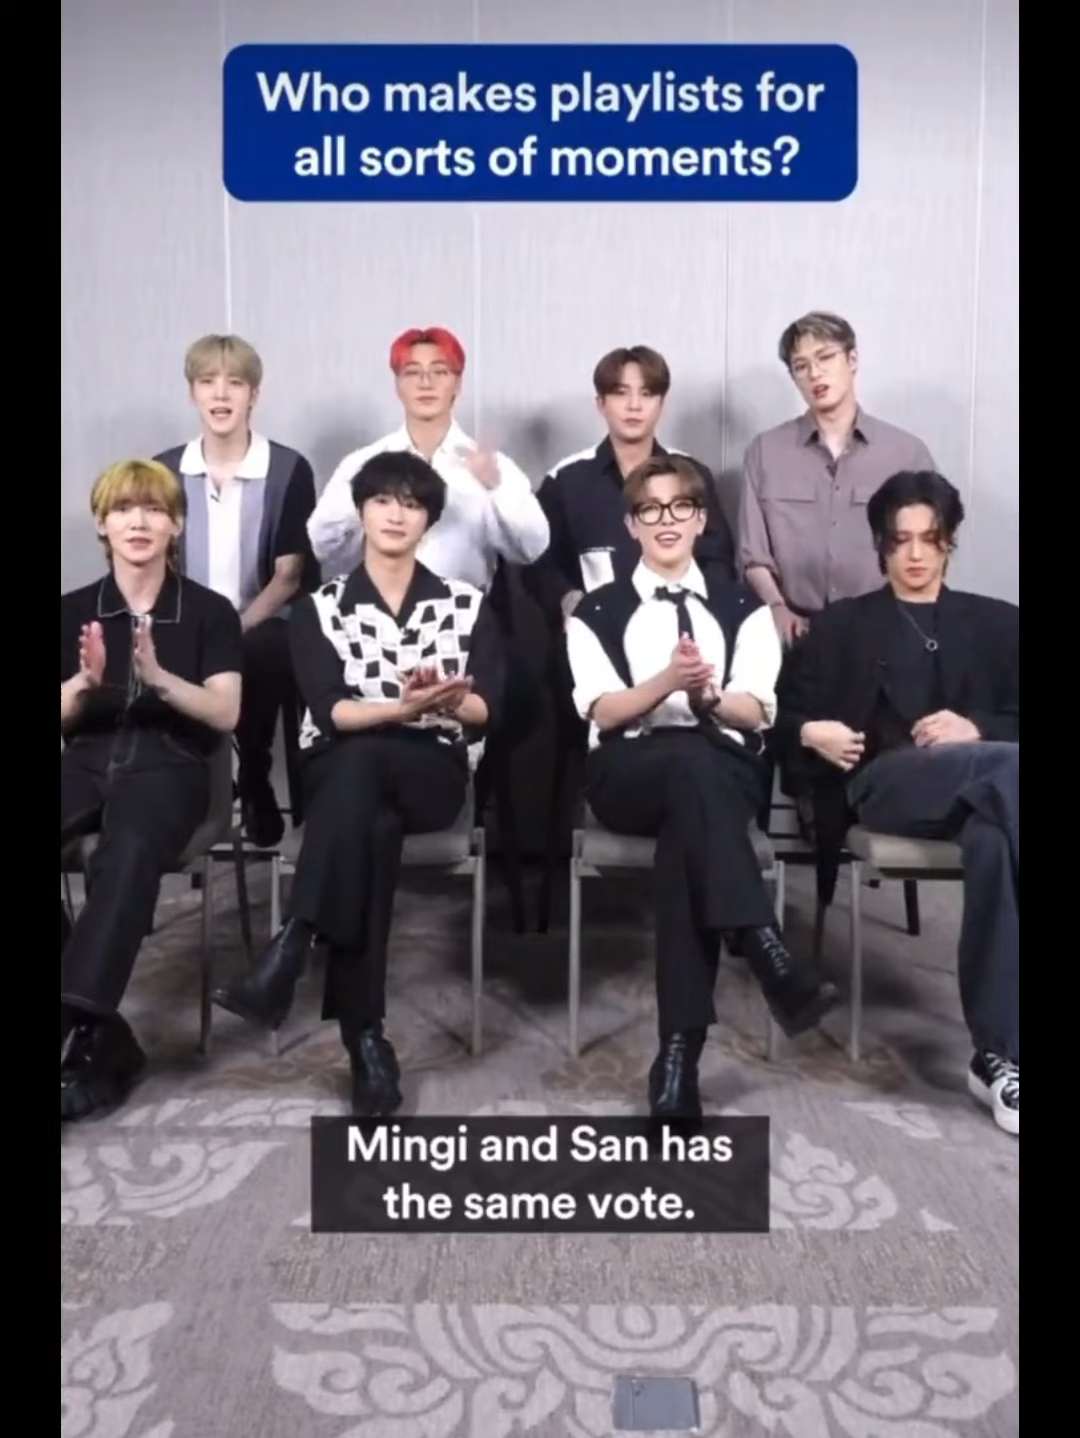 Who makes playlists for
all sorts of moments?
Mingi and San has
the same vote.